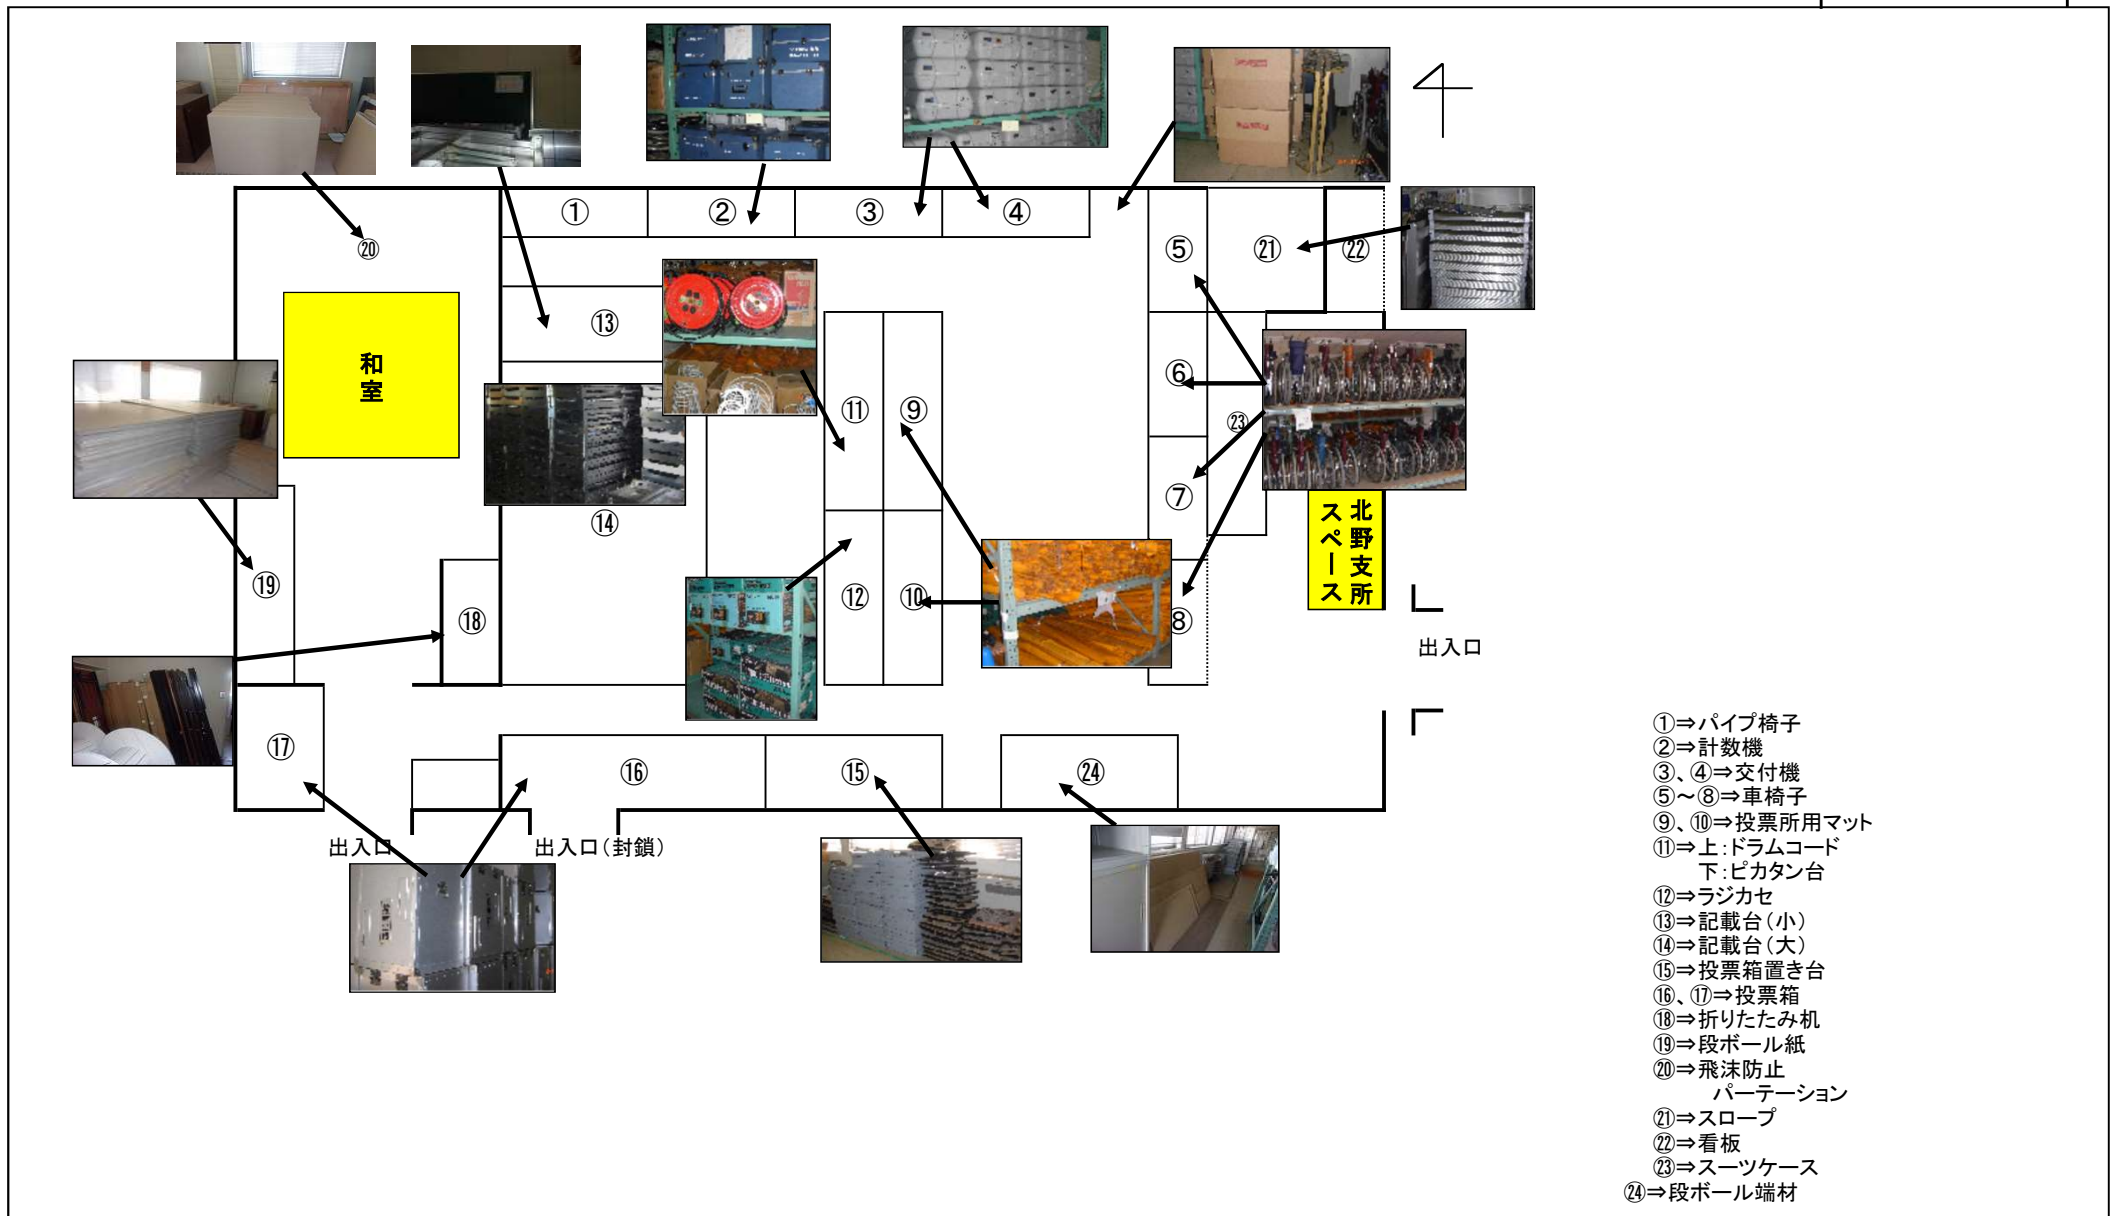 ①
②
③
④
⑤
㉑
㉒
⑳
⑬
和室
⑥
⑪
⑨
㉓
⑦
北野支所
スペース
⑭
⑲
⑫
⑩
⑱
⑧
出入口
⑰
⑯
⑮
㉔
出入口
出入口(封鎖)
①⇒パイプ椅子
②⇒計数機
③、④⇒交付機
⑤～⑧⇒車椅子
⑨、⑩⇒投票所用マット
⑪⇒上:ドラムコード
下:ピカタン台
⑫⇒ラジカセ
⑬⇒記載台(小)
⑭⇒記載台(大)
⑮⇒投票箱置き台
⑯、⑰⇒投票箱
⑱⇒折りたたみ机
⑲⇒段ボール紙
⑳⇒飛沫防止
パーテーション
㉑⇒スロープ
㉒⇒看板
㉓⇒スーツケース
㉔⇒段ボール端材